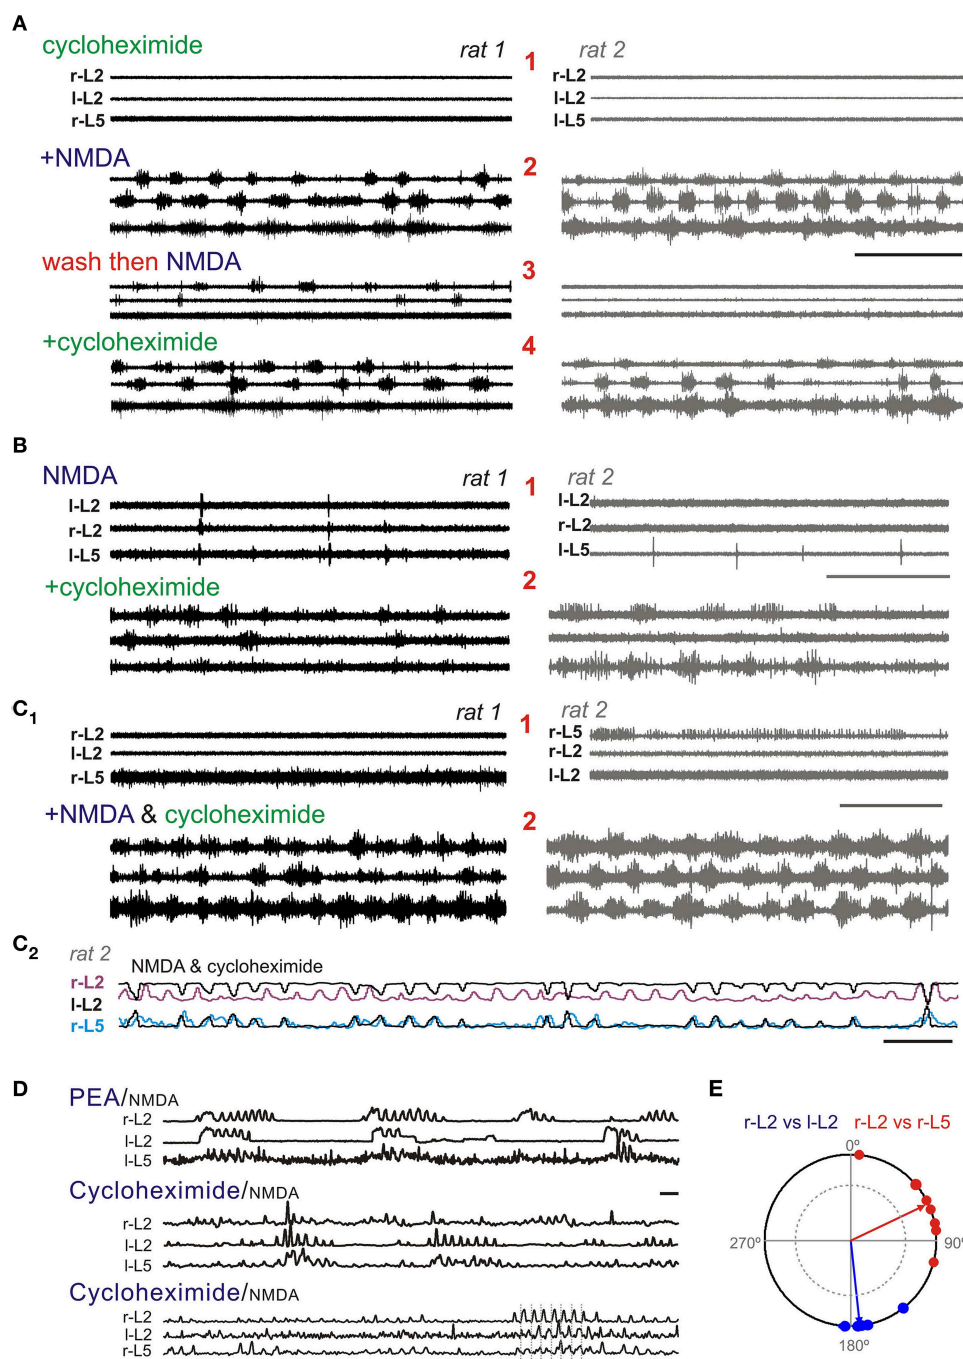 A
cycloheximide
rat 1
1
rat 2
r-L2
l-L2
r-L5
r-L2
l-L2
l-L5
+NMDA
2
wash then NMDA
3
+cycloheximide
4
B
NMDA
rat 1
1
rat 2
l-L2
r-L2
l-L5
l-L2
r-L2
l-L5
+cycloheximide
2
C1
rat 1
1
rat 2
r-L2
l-L2
r-L5
r-L5
r-L2
l-L2
+NMDA & cycloheximide
2
C2
rat 2
NMDA & cycloheximide
r-L2
l-L2
r-L5
D
PEA/NMDA
r-L2
l-L2
l-L5
Cycloheximide/NMDA
r-L2
l-L2
l-L5
Cycloheximide/NMDA
r-L2
l-L2
r-L5
E
r-L2 vs l-L2
r-L2 vs r-L5
0º
270º
90º
180º